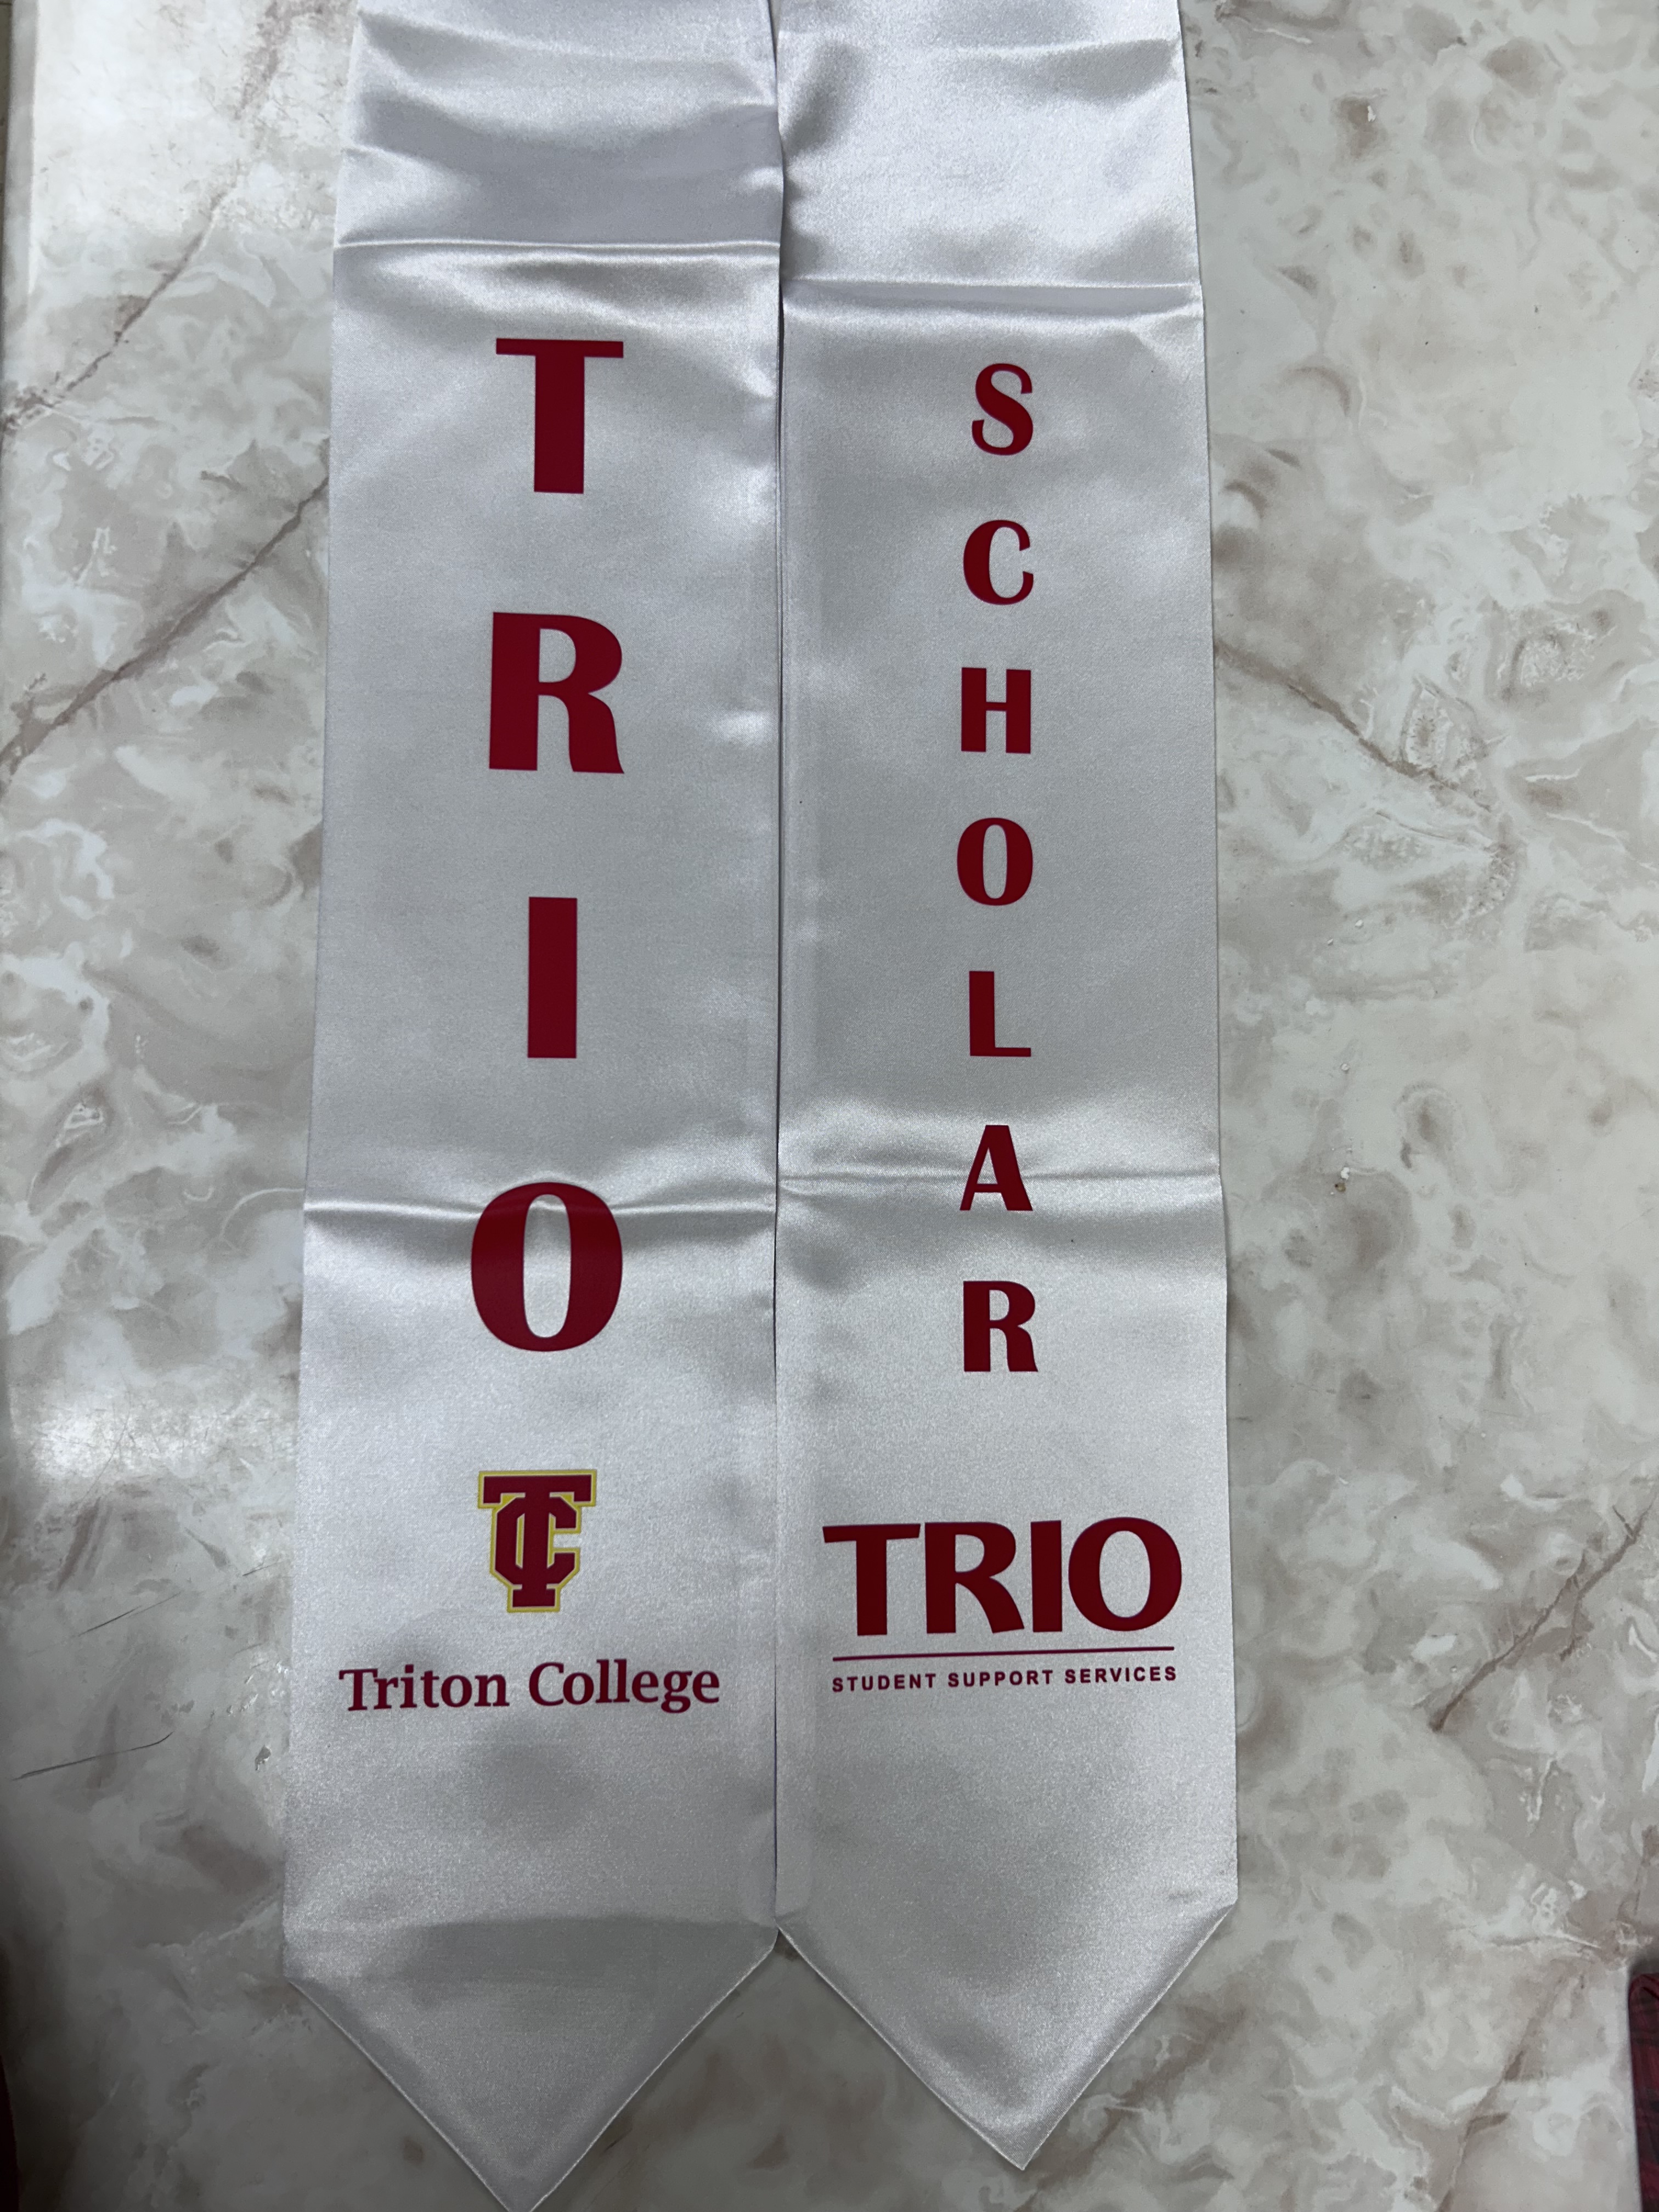 TRIO
TC
Triton College
SCHOLAR
TRIO
STUDENT SUPPORT SERVICES